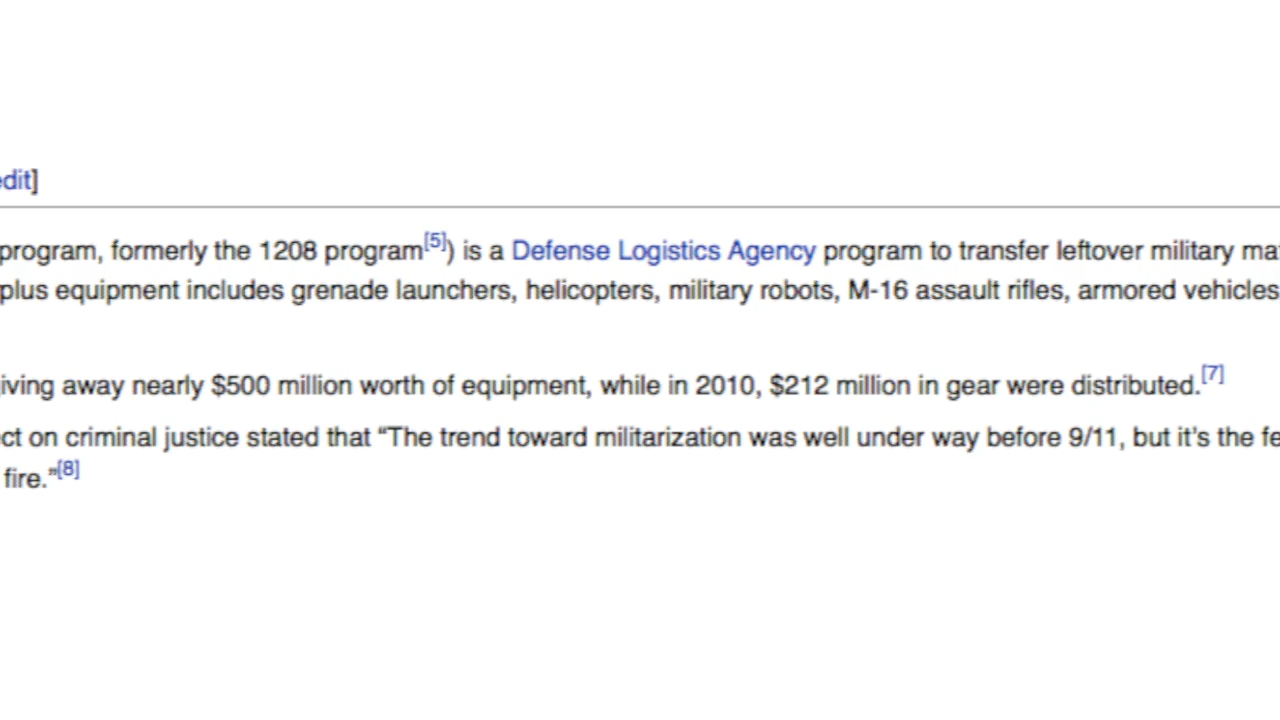 edit]
program, formerly the 1208 program[5]) is a Defense Logistics Agency program to transfer leftover military
plus equipment includes grenade launchers, helicopters, military robots, M-16 assault rifles, armored vehicles
iving away nearly $500 million worth of equipment, while in 2010, $212 million in gear were distributed.[7]
ct on criminal justice stated that “The trend toward militarization was well under way before 9/11, but it’s the
fire.”[8]